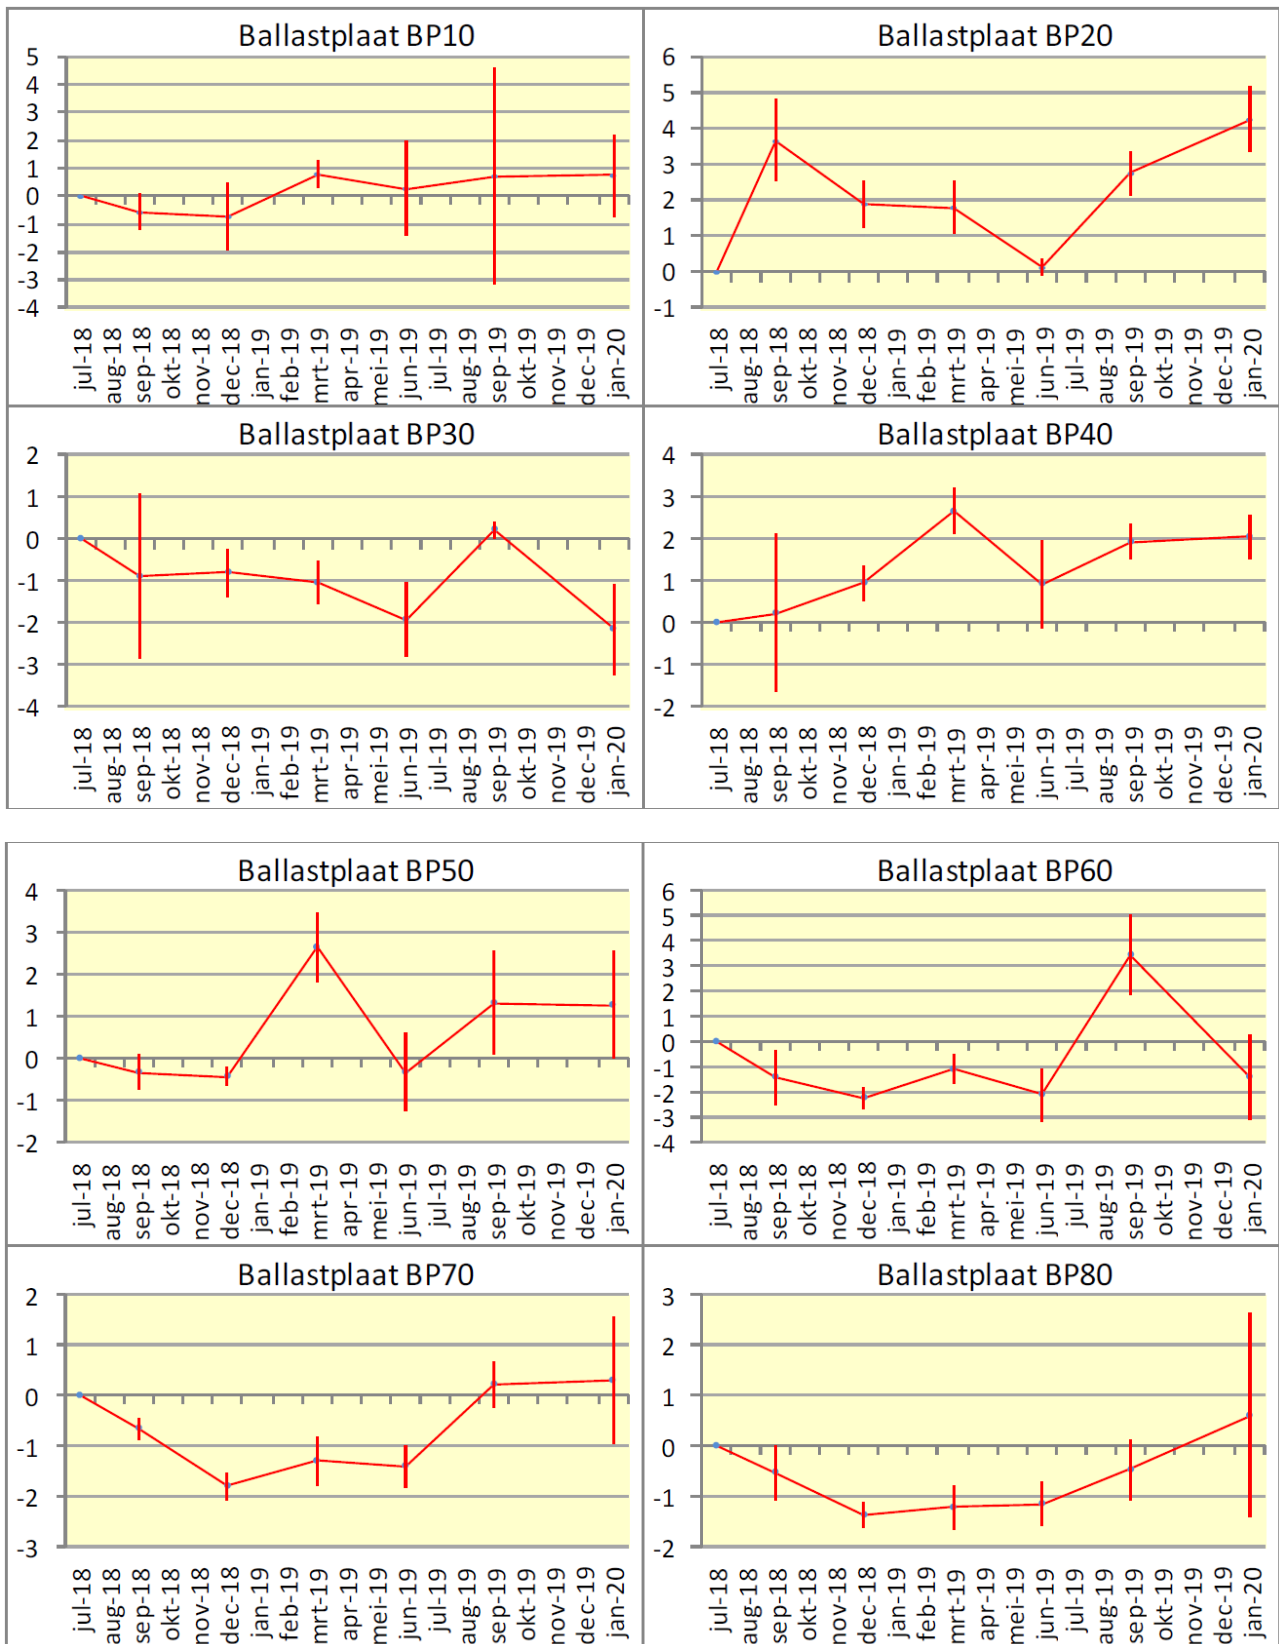 Ballastplaat BP10
5
4
3
2
1
0
-1
-2
-3
-4
jul-18
aug-18
sep-18
okt-18
nov-18
dec-18
jan-19
feb-19
mrt-19
apr-19
mei-19
jun-19
jul-19
aug-19
sep-19
okt-19
nov-19
dec-19
jan-20
Ballastplaat BP20
6
5
4
3
2
1
0
-1
jul-18
aug-18
sep-18
okt-18
nov-18
dec-18
jan-19
feb-19
mrt-19
apr-19
mei-19
jun-19
jul-19
aug-19
sep-19
okt-19
nov-19
dec-19
jan-20
Ballastplaat BP30
2
1
0
-1
-2
-3
-4
jul-18
aug-18
sep-18
okt-18
nov-18
dec-18
jan-19
feb-19
mrt-19
apr-19
mei-19
jun-19
jul-19
aug-19
sep-19
okt-19
nov-19
dec-19
jan-20
Ballastplaat BP40
4
3
2
1
0
-1
-2
jul-18
aug-18
sep-18
okt-18
nov-18
dec-18
jan-19
feb-19
mrt-19
apr-19
mei-19
jun-19
jul-19
aug-19
sep-19
okt-19
nov-19
dec-19
jan-20
Ballastplaat BP50
4
3
2
1
0
-1
-2
jul-18
aug-18
sep-18
okt-18
nov-18
dec-18
jan-19
feb-19
mrt-19
apr-19
mei-19
jun-19
jul-19
aug-19
sep-19
okt-19
nov-19
dec-19
jan-20
Ballastplaat BP60
6
5
4
3
2
1
0
-1
-2
-3
-4
jul-18
aug-18
sep-18
okt-18
nov-18
dec-18
jan-19
feb-19
mrt-19
apr-19
mei-19
jun-19
jul-19
aug-19
sep-19
okt-19
nov-19
dec-19
jan-20
Ballastplaat BP70
2
1
0
-1
-2
-3
jul-18
aug-18
sep-18
okt-18
nov-18
dec-18
jan-19
feb-19
mrt-19
apr-19
mei-19
jun-19
jul-19
aug-19
sep-19
okt-19
nov-19
dec-19
jan-20
Ballastplaat BP80
3
2
1
0
-1
-2
jul-18
aug-18
sep-18
okt-18
nov-18
dec-18
jan-19
feb-19
mrt-19
apr-19
mei-19
jun-19
jul-19
aug-19
sep-19
okt-19
nov-19
dec-19
jan-20